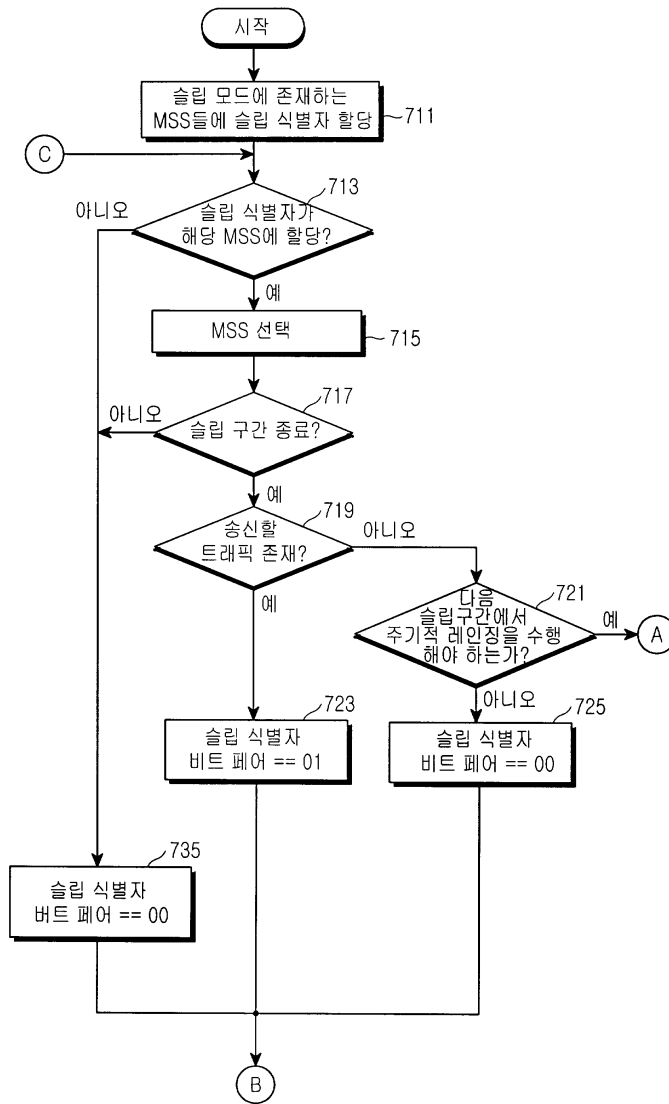 시작
슬립 모드에 존재하는
MSS들에 슬립 식별자 할당
711
C
713
아니오
슬립 식별자가
해당 MSS에 할당?
예
MSS 선택
715
717
아니오
슬립 구간 종료?
예
719
송신할
트래픽 존재?
아니오
예
721
다음
슬립구간에서
주기적 레인징을 수행
해야 하는가?
예
A
아니오
723
슬립 식별자
비트 페어 == 01
725
슬립 식별자
비트 페어 == 00
735
슬립 식별자
버트 페어 == 00
B